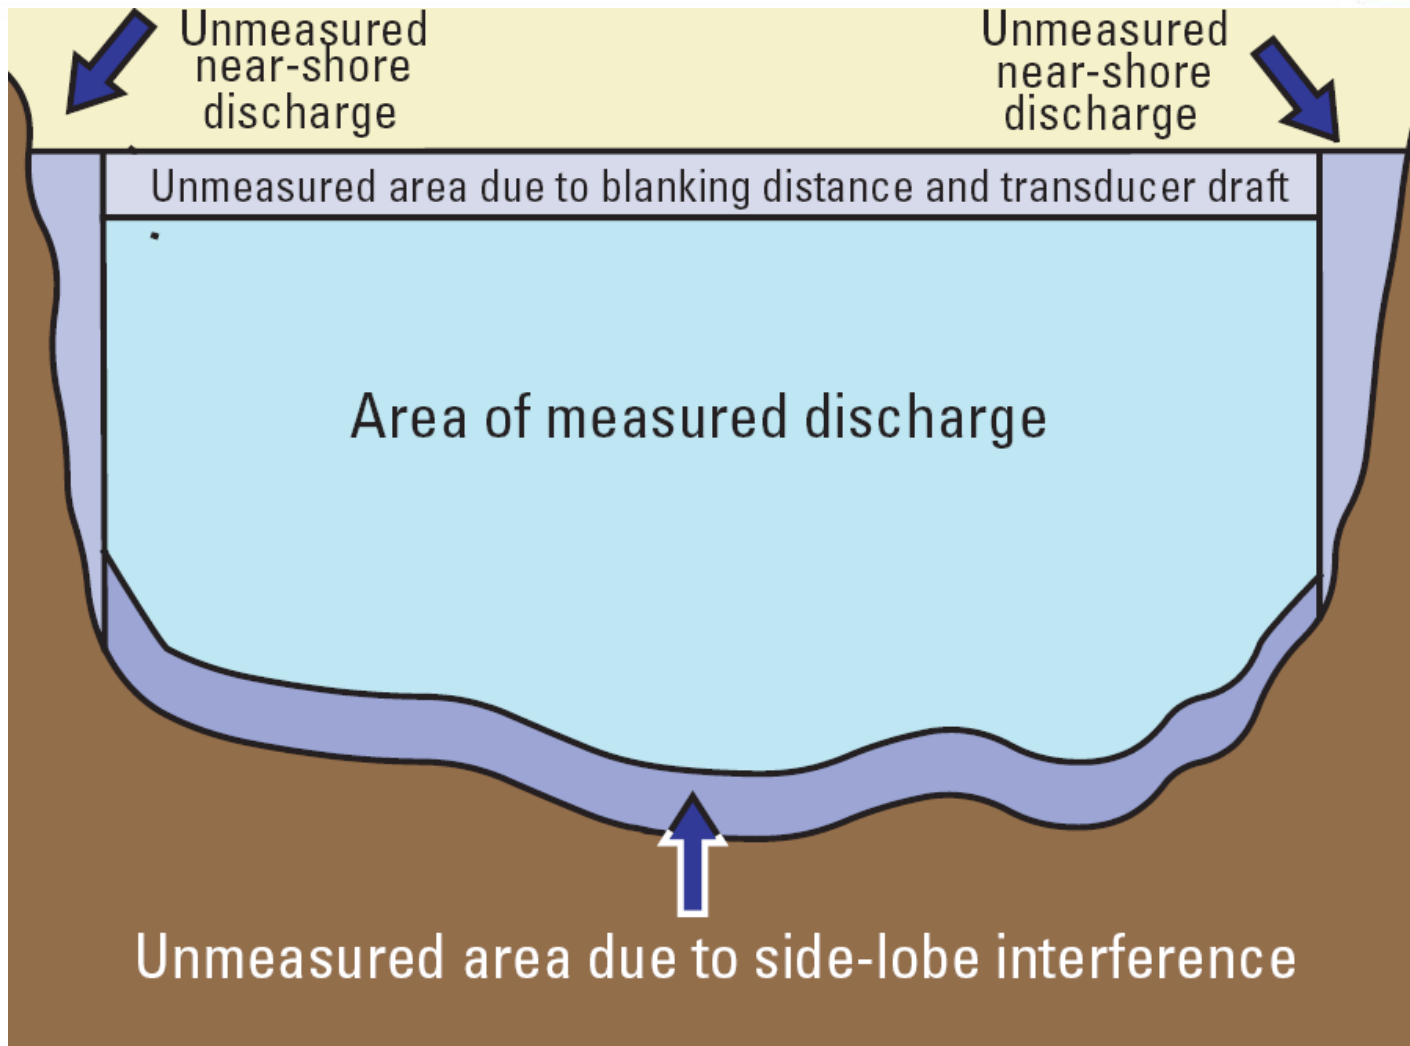 Unmeasured
near-shore
discharge
Unmeasured
near-shore
discharge
Unmeasured area due to blanking distance and transducer draft
Area of measured discharge
Unmeasured area due to side-lobe interference